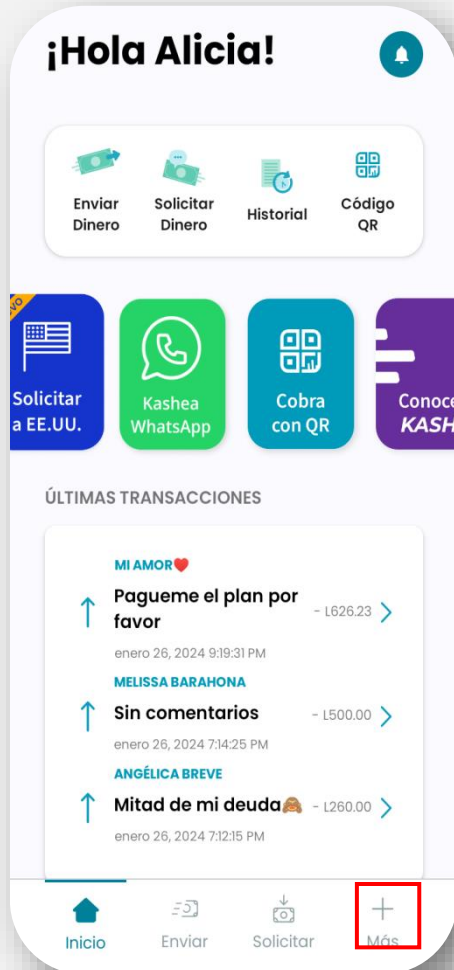 ¡Hola Alicia!
Enviar
Dinero
Solicitar
Dinero
Historial
Código
QR
Solicitar
a EE.UU.
Kashea
WhatsApp
Cobra
con QR
Conoce
KASH
ÚLTIMAS TRANSACCIONES
MI AMOR❤️
Pagueme el plan por
favor
- L626.23
enero 26, 2024 9:19:31 PM
MELISSA BARAHONA
Sin comentarios
- L500.00
enero 26, 2024 7:14:25 PM
ANGÉLICA BREVE
Mitad de mi deuda🙈
- L260.00
enero 26, 2024 7:12:15 PM
Inicio
Enviar
Solicitar
Más